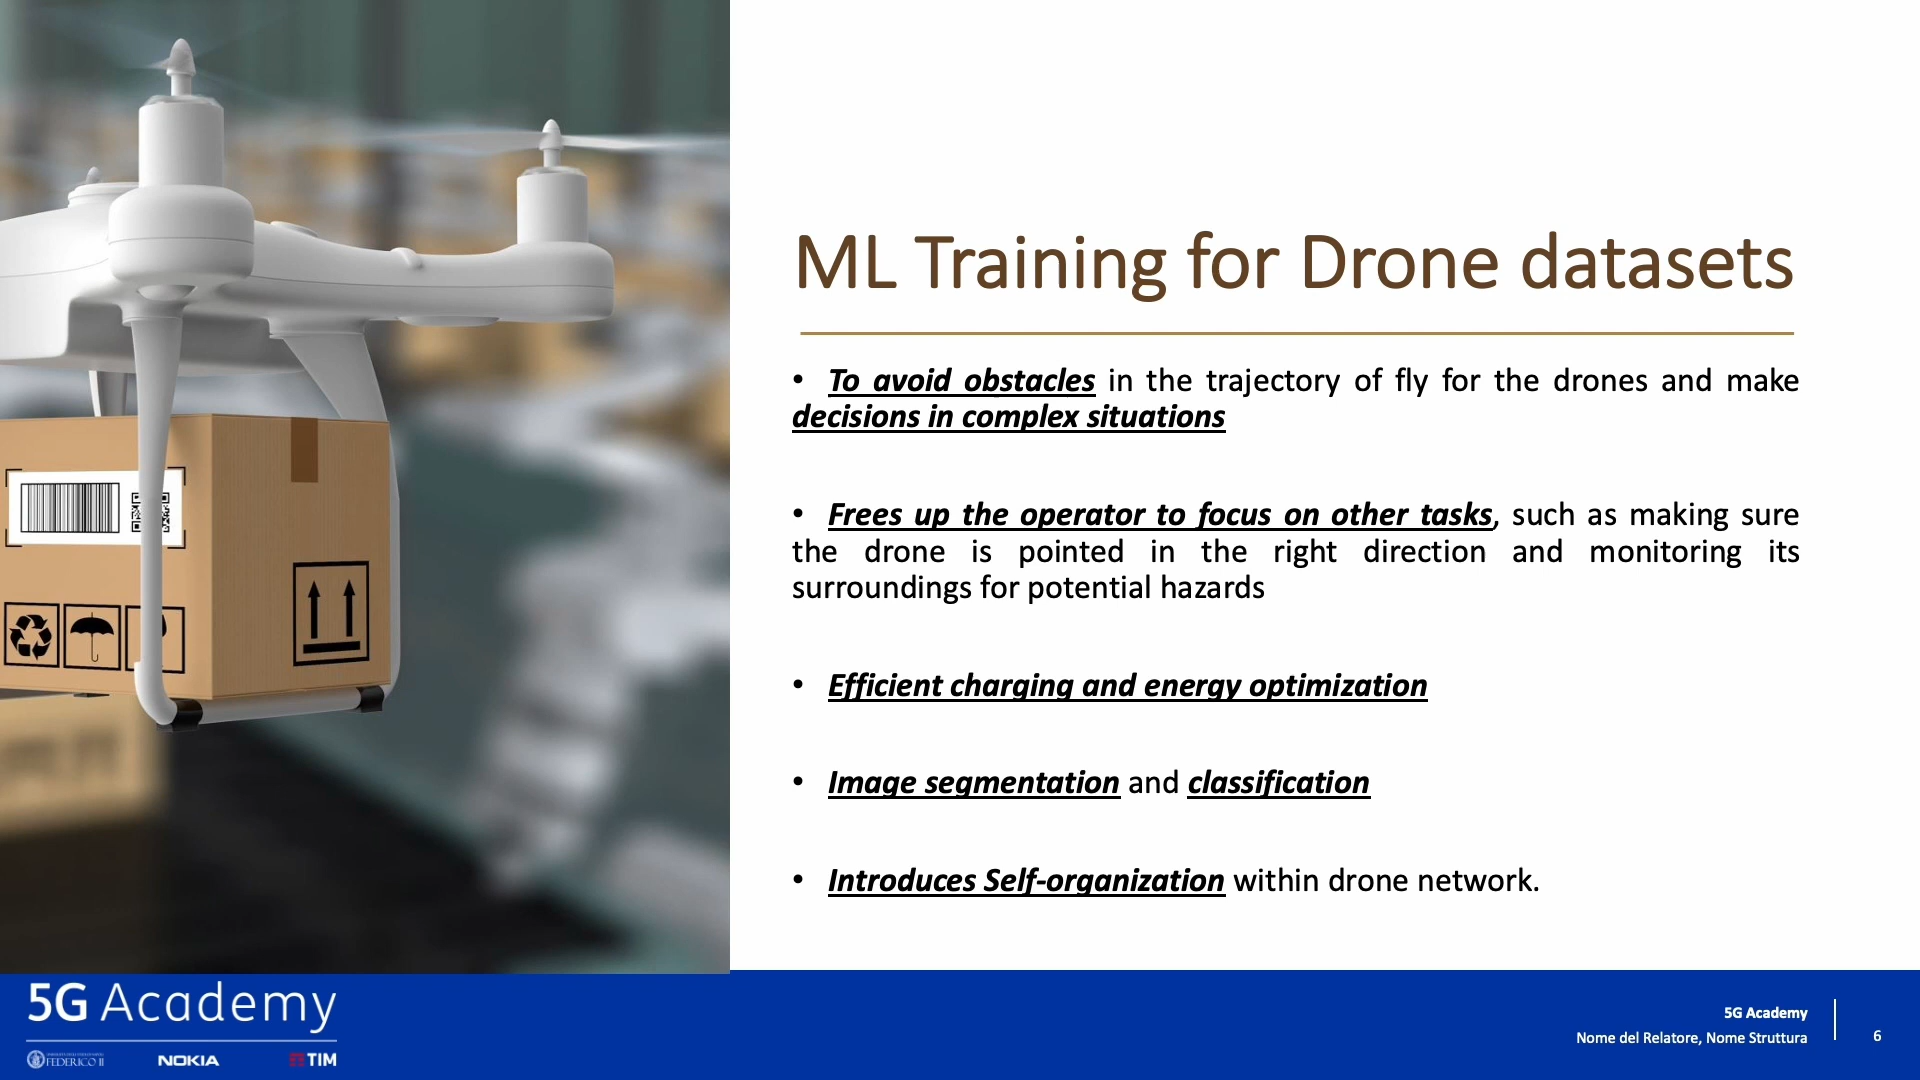 ML Training for Drone datasets
• To avoid obstacles in the trajectory of fly for the drones and make
decisions in complex situations
• Frees up the operator to focus on other tasks, such as making sure
the drone is pointed in the right direction and monitoring its
surroundings for potential hazards
• Efficient charging and energy optimization
• Image segmentation and classification
• Introduces Self-organization within drone network.
5G Academy
FEDERICO II NOKIA TIM
5G Academy
Nome del Relatore, Nome Struttura
6